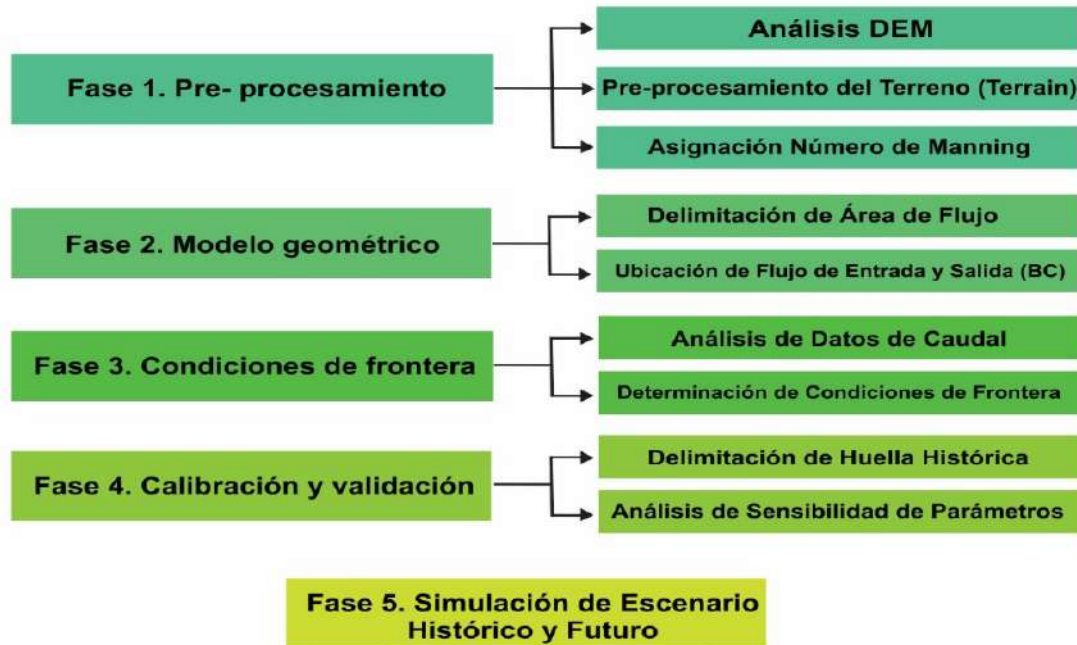 Fase 1. Pre- procesamiento
Análisis DEM
Pre-procesamiento del Terreno (Terrain)
Asignación Número de Manning
Fase 2. Modelo geométrico
Delimitación de Área de Flujo
Ubicación de Flujo de Entrada y Salida (BC)
Fase 3. Condiciones de frontera
Análisis de Datos de Caudal
Determinación de Condiciones de Frontera
Fase 4. Calibración y validación
Delimitación de Huella Histórica
Análisis de Sensibilidad de Parámetros
Fase 5. Simulación de Escenario
Histórico y Futuro